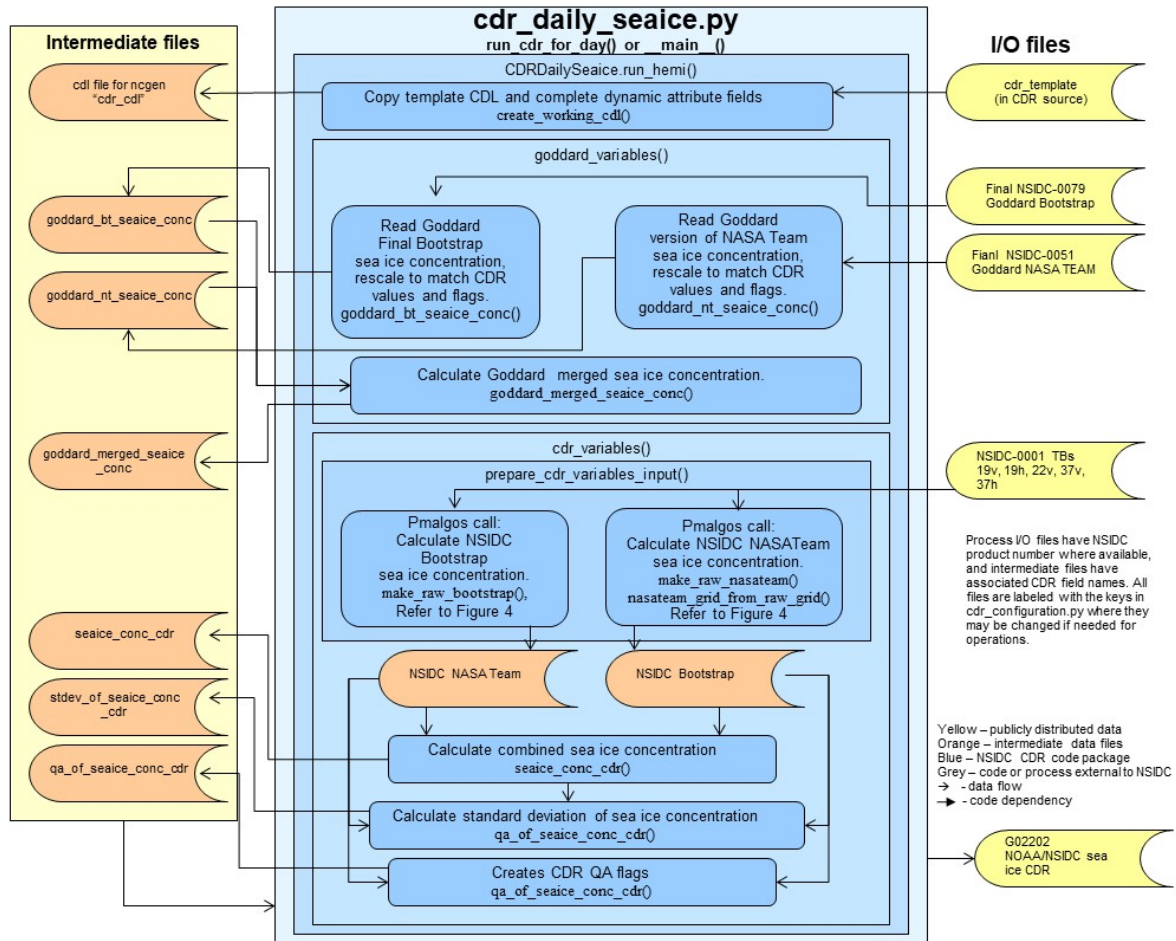 cdr_daily_seaice.py
run_cdr_for_day() or __main__()
Intermediate files
I/O files
cdl file for ncgen
"cdr_cdl"
CDRDailySeaice.run_hemi()
Copy template CDL and complete dynamic attribute fields
create_working_cdl()
cdr_template
(in CDR source)
goddard_variables()
goddard_bt_seaice_conc
goddard_nt_seaice_conc
Read Goddard
Final Bootstrap
sea ice concentration,
rescale to match CDR
values and flags.
goddard_bt_seaice_conc()
Read Goddard
version of NASA Team
sea ice concentration,
rescale to match CDR
values and flags.
goddard_nt_seaice_conc()
Final NSIDC-0079
Goddard Bootstrap
Fianl NSIDC-0051
Goddard NASA TEAM
Calculate Goddard merged sea ice concentration.
goddard_merged_seaice_conc()
goddard_merged_seaice
_conc
cdr_variables()
prepare_cdr_variables_input()
NSIDC-0001 TBs
19v, 19h, 22v, 37v,
37h
Pmalgos call:
Calculate NSIDC
Bootstrap
sea ice concentration.
make_raw_bootstrap(),
Refer to Figure 4
Pmalgos call:
Calculate NSIDC NASATeam
sea ice concentration.
make_raw_nasateam()
nasateam_grid_from_raw_grid()
Refer to Figure 4
Process I/O files have NSIDC
product number where available,
and intermediate files have
associated CDR field names. All
files are labeled with the keys in
cdr_configuration.py where they
may be changed if needed for
operations.
seaice_conc_cdr
stdev_of_seaice_conc
_cdr
qa_of_seaice_conc_cdr
NSIDC NASA Team
NSIDC Bootstrap
Calculate combined sea ice concentration
seaice_conc_cdr()
Calculate standard deviation of sea ice concentration
qa_of_seaice_conc_cdr()
Creates CDR QA flags
qa_of_seaice_conc_cdr()
Yellow – publicly distributed data
Orange – intermediate data files
Blue – NSIDC CDR code package
Grey – code or process external to NSIDC
→ - data flow
→ - code dependency
G02202
NOAA/NSIDC sea
ice CDR